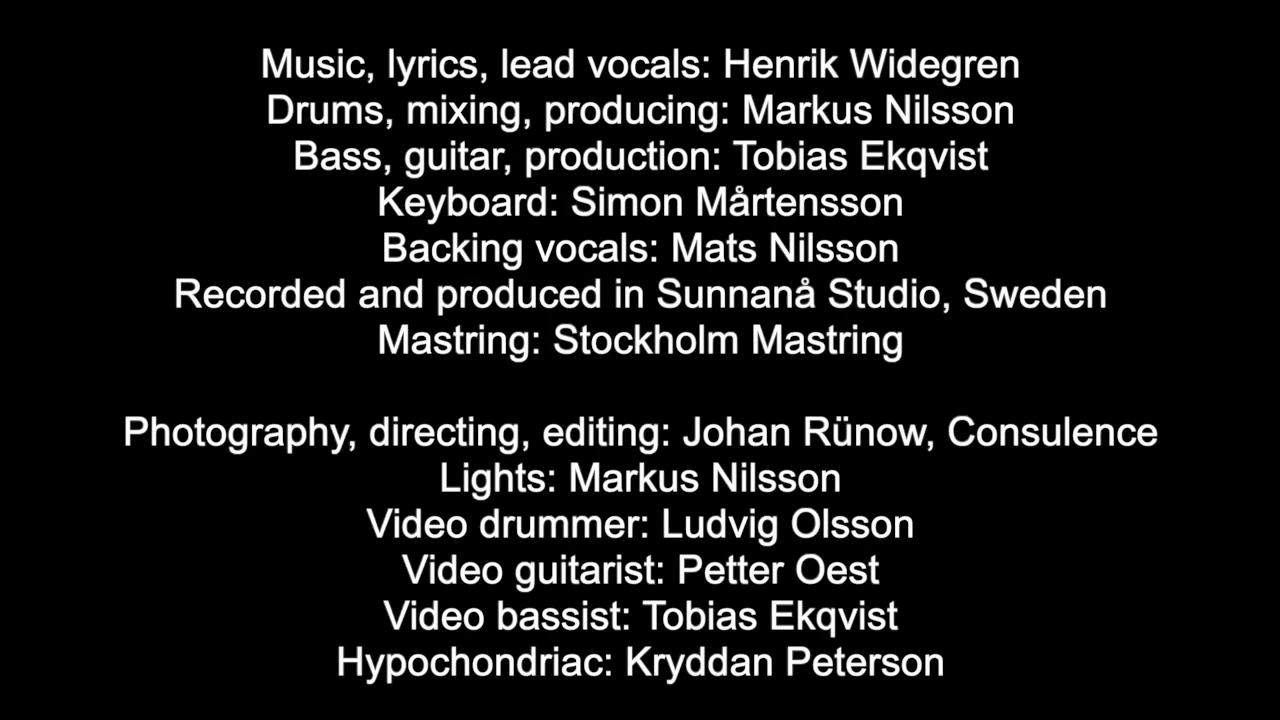 Music, lyrics, lead vocals: Henrik Widegren
Drums, mixing, producing: Markus Nilsson
Bass, guitar, production: Tobias Ekqvist
Keyboard: Simon Mårtensson
Backing vocals: Mats Nilsson
Recorded and produced in Sunnanå Studio, Sweden
Mastring: Stockholm Mastring
Photography, directing, editing: Johan Rünow, Consulence
Lights: Markus Nilsson
Video drummer: Ludvig Olsson
Video guitarist: Petter Oest
Video bassist: Tobias Ekqvist
Hypochondriac: Kryddan Peterson